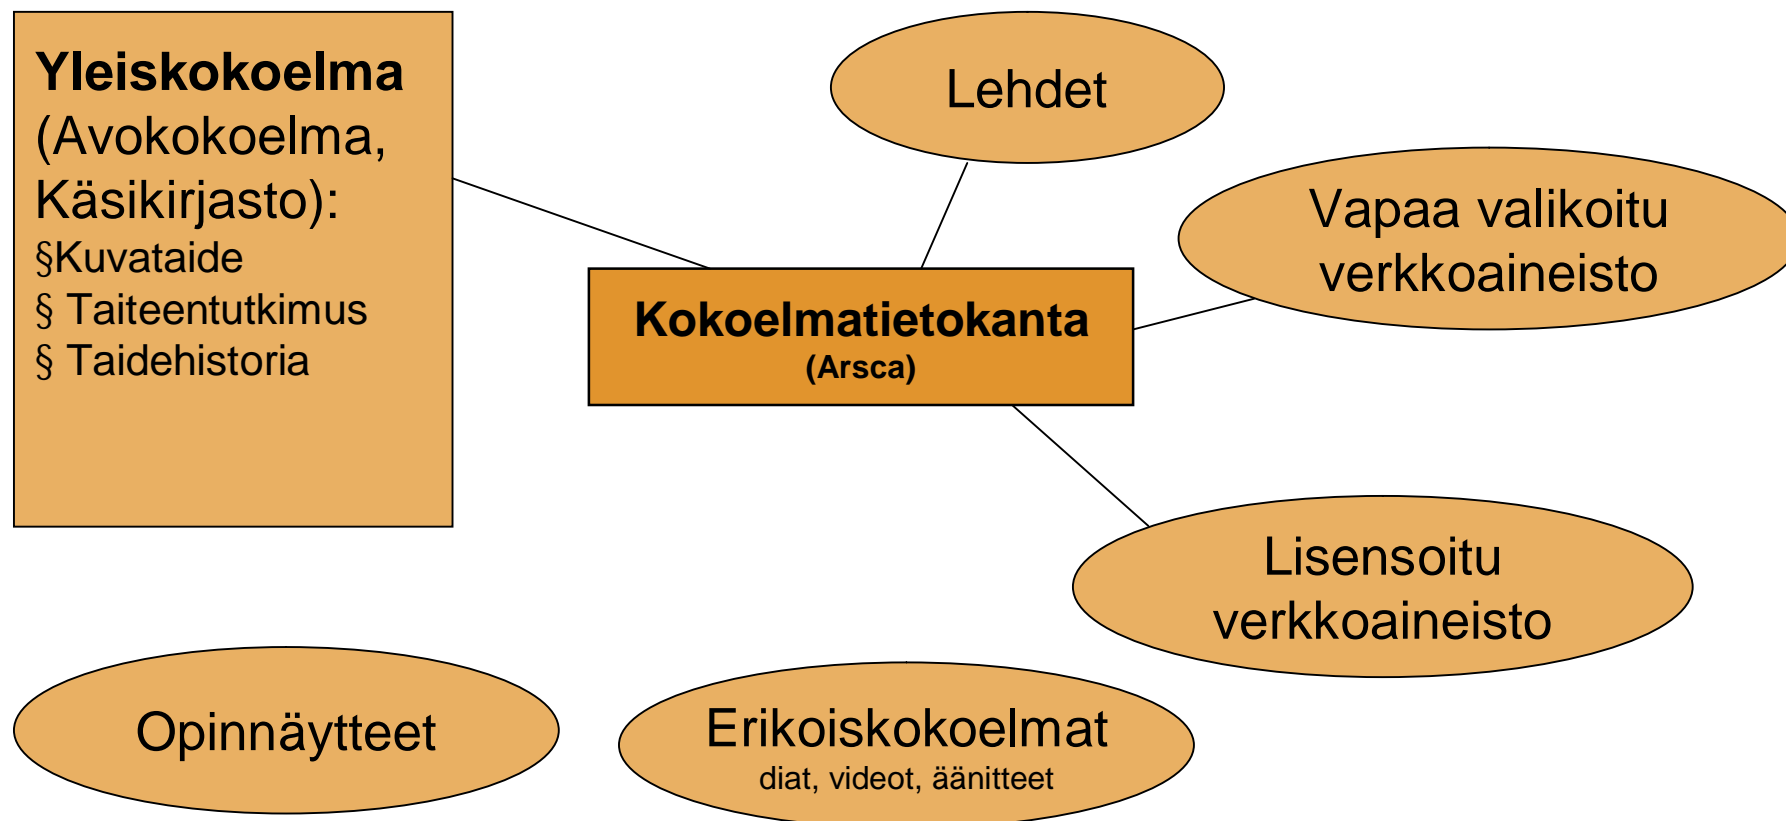 Yleiskokoelma
(Avokokoelma,
Käsikirjasto):
§Kuvataide
§ Taiteentutkimus
§ Taidehistoria
Lehdet
Vapaa valikoitu
verkkoaineisto
Kokoelmatietokanta
(Arsca)
Lisensoitu
verkkoaineisto
Opinnäytteet
Erikoiskokoelmat
diat, videot, äänitteet